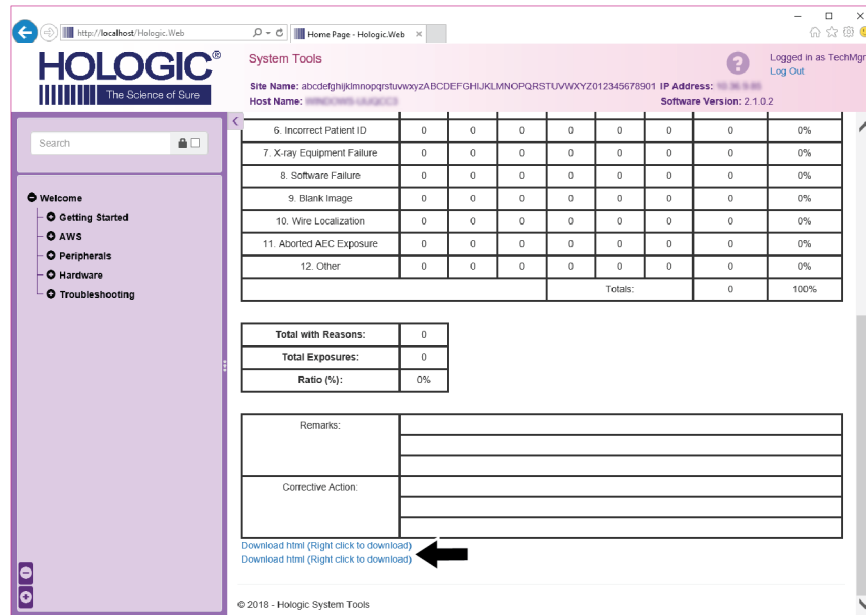 http://localhost/Hologic.Web
Home Page - Hologic.Web
HOLOGIC®
The Science of Sure
System Tools
Logged in as TechMgr
Log Out
Site Name: abcdefghijklmnopqrstuvwxyzABCDEFGHIJKLMNOPQRSTUVWXYZ012345678901 IP Address:
Host Name: Software Version: 2.1.0.2
Search
Welcome
Getting Started
AWS
Peripherals
Hardware
Troubleshooting
6. Incorrect Patient ID 0 0 0 0 0 0 0 0%
7. X-ray Equipment Failure 0 0 0 0 0 0 0 0%
8. Software Failure 0 0 0 0 0 0 0 0%
9. Blank Image 0 0 0 0 0 0 0 0%
10. Wire Localization 0 0 0 0 0 0 0 0%
11. Aborted AEC Exposure 0 0 0 0 0 0 0 0%
12. Other 0 0 0 0 0 0 0 0%
Totals: 0 100%
Total with Reasons: 0
Total Exposures: 0
Ratio (%): 0%
Remarks:
Corrective Action:
Download html (Right click to download)
Download html (Right click to download)
© 2018 - Hologic System Tools